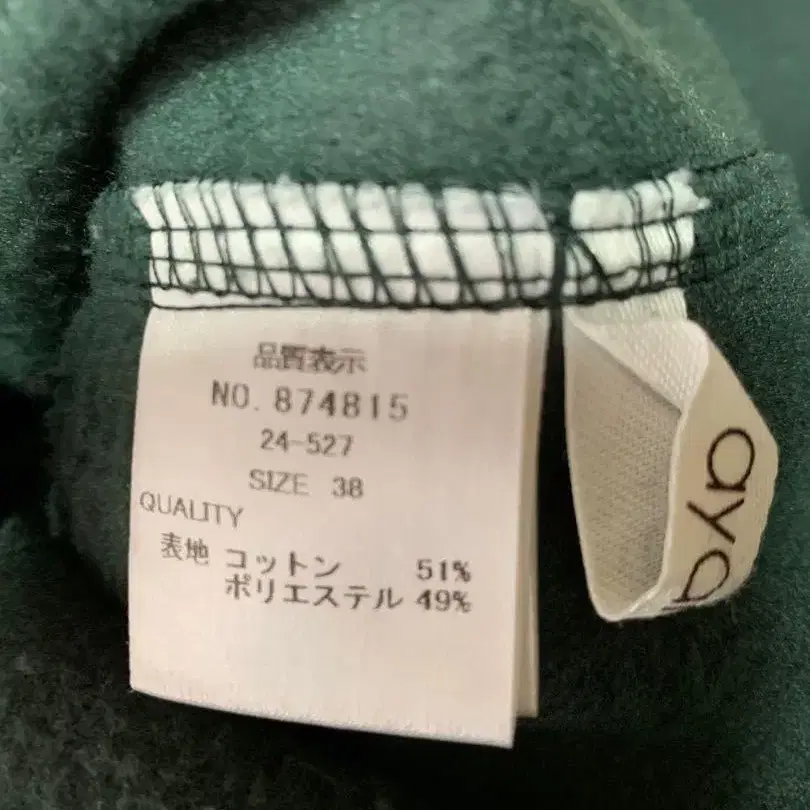 品質表示
NO. 874815
24-527
SIZE 38
QUALITY
表地 コットン 51%
ポリエステル 49%
aya